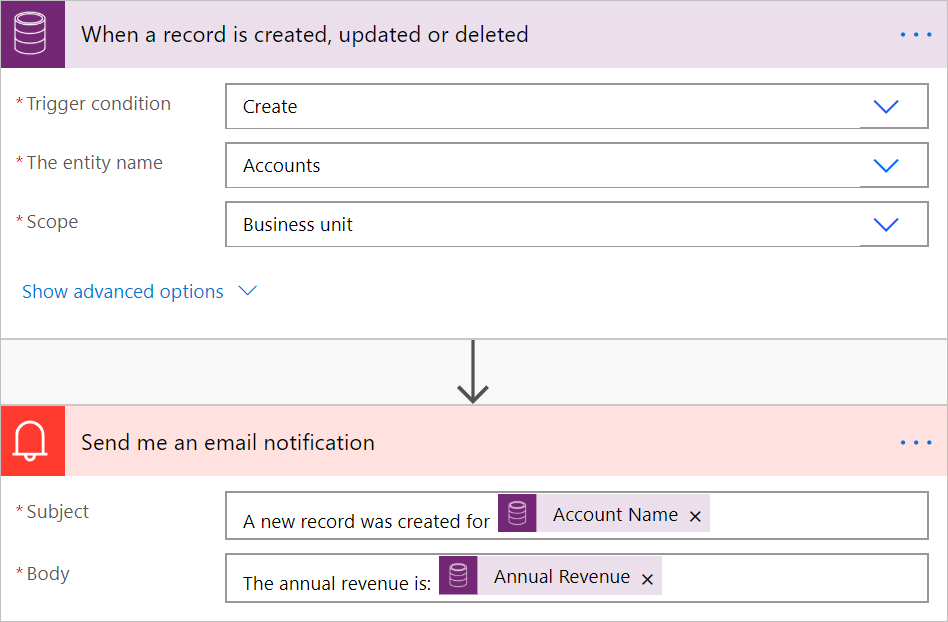 When a record is created, updated or deleted
* Trigger condition
Create
* The entity name
Accounts
* Scope
Business unit
Show advanced options
Send me an email notification
* Subject
A new record was created for Account Name ×
* Body
The annual revenue is: Annual Revenue ×